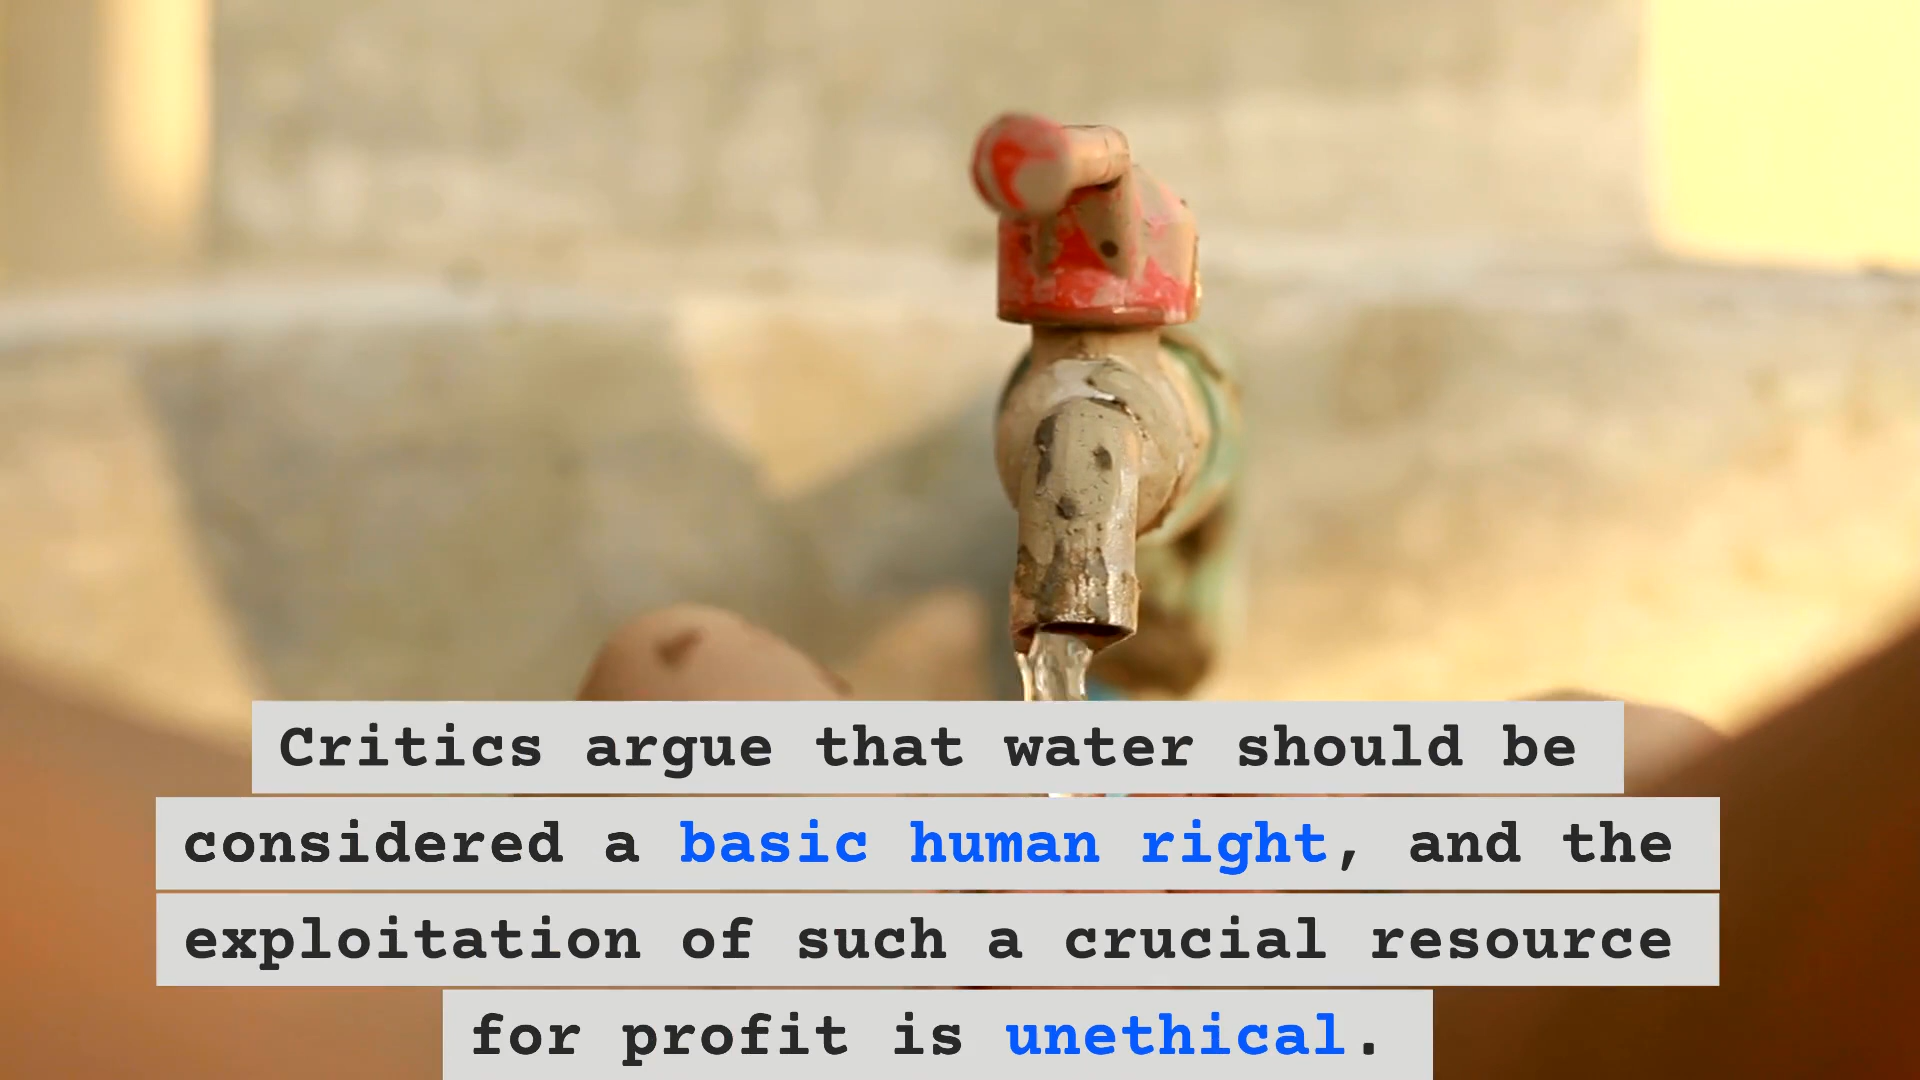 Critics argue that water should be
considered a basic human right, and the
exploitation of such a crucial resource
for profit is unethical.